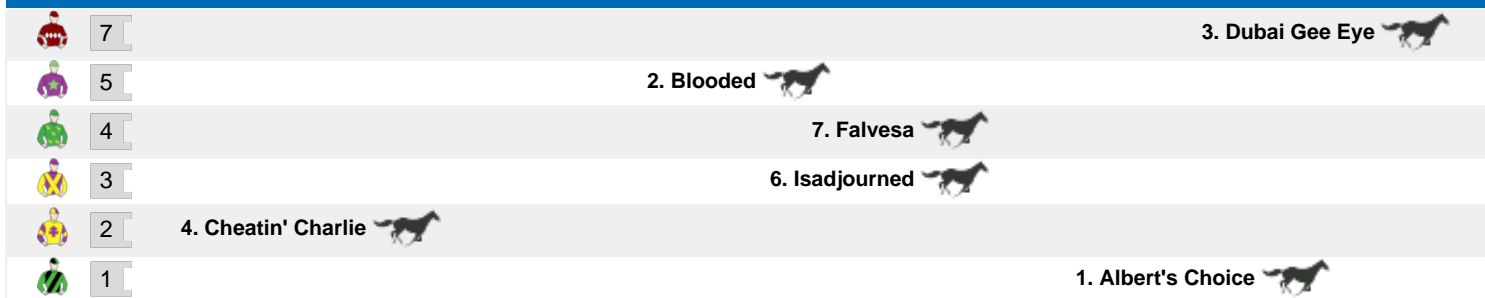 7 3. Dubai Gee Eye
5 2. Blooded
4 7. Falvesa
3 6. Isadjourned
2 4. Cheatin' Charlie
1 1. Albert's Choice